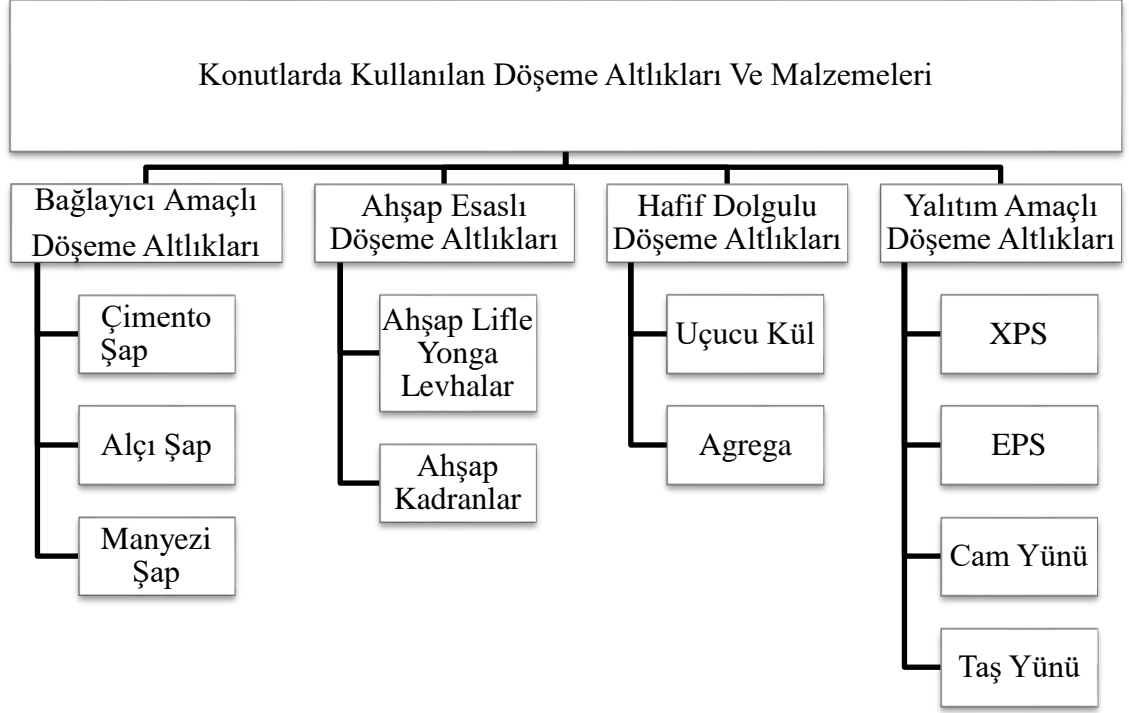 Konutlarda Kullanılan Döşeme Altlıkları Ve Malzemeleri
Bağlayıcı Amaçlı
Döşeme Altlıkları
Çimento
Şap
Alçı Şap
Manyezi
Şap
Ahşap Esaslı
Döşeme Altlıkları
Ahşap Lifle
Yonga
Levhalar
Ahşap
Kadranlar
Hafif Dolgulu
Döşeme Altlıkları
Uçucu Kül
Agrega
Yalıtım Amaçlı
Döşeme Altlıkları
XPS
EPS
Cam Yünü
Taş Yünü